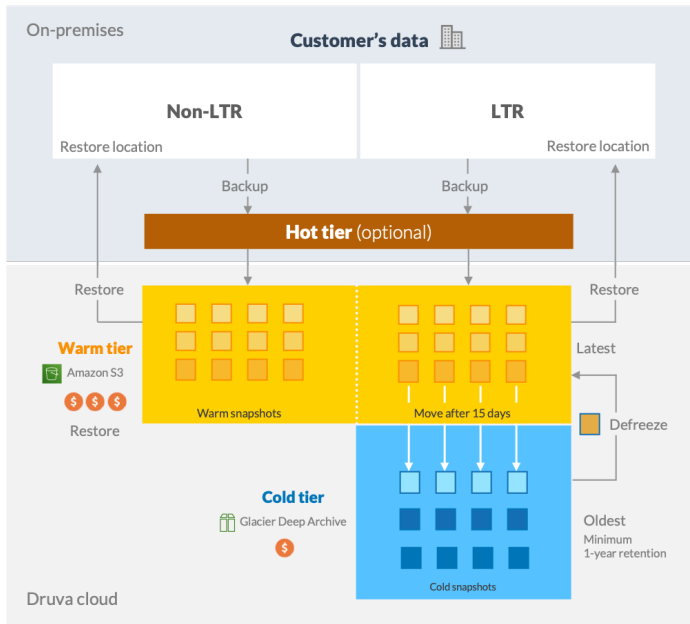 On-premises
Customer's data
Non-LTR
LTR
Restore location
Restore location
Backup
Backup
Hot tier (optional)
Restore
Restore
Warm tier
Amazon S3
$ $ $
Restore
Latest
Warm snapshots
Move after 15 days
Defreeze
Cold tier
Glacier Deep Archive
$
Oldest
Minimum
1-year retention
Cold snapshots
Druva cloud